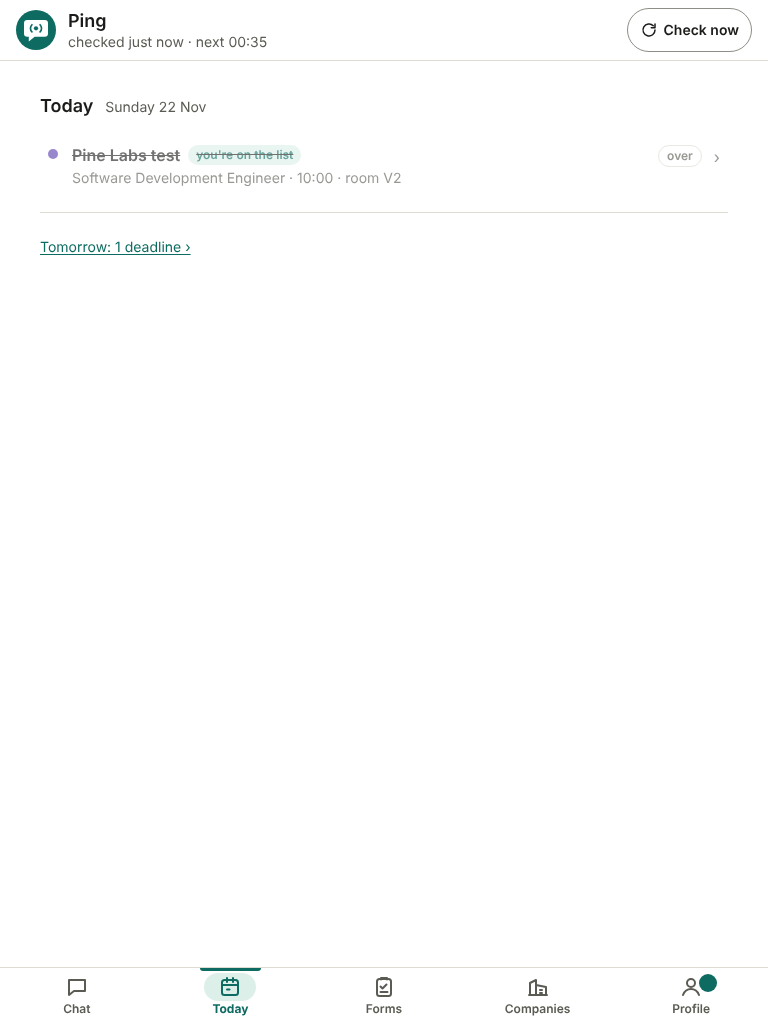 Ping
checked just now · next 00:35
Check now
Today Sunday 22 Nov
Pine Labs test you're on the list over ›
Software Development Engineer · 10:00 · room V2
Tomorrow: 1 deadline ›
Chat Today Forms Companies Profile